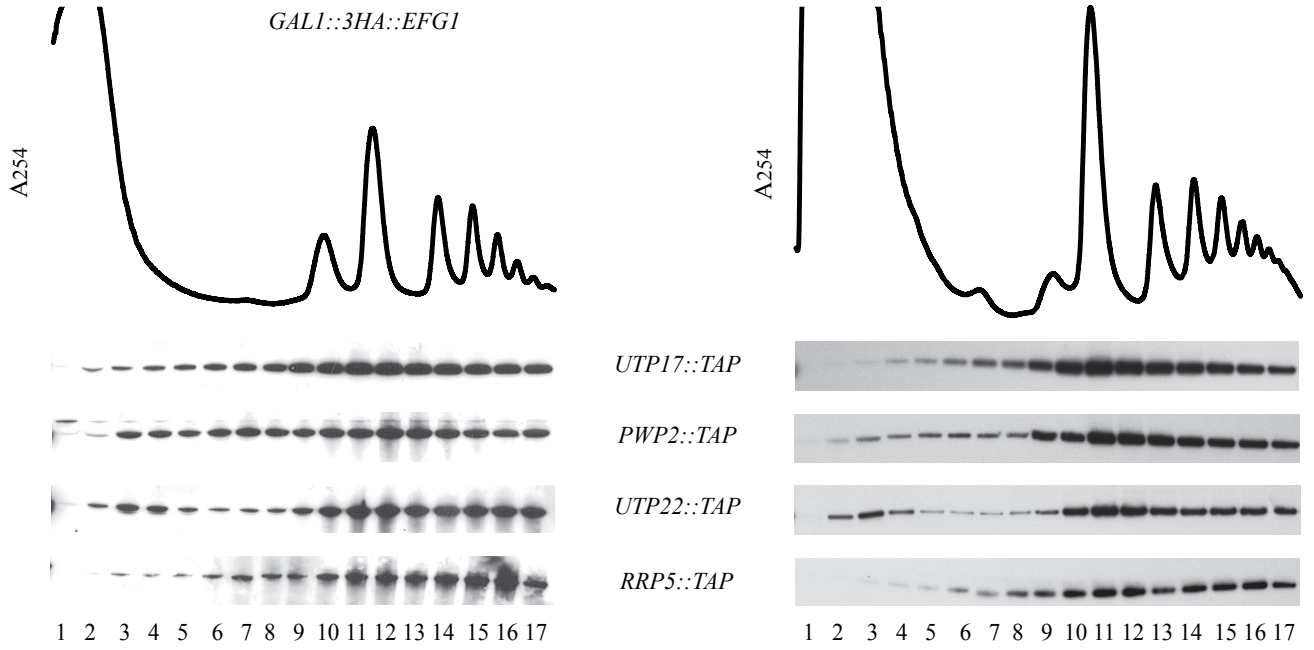 GAL1::3HA::EFG1
A254
A254
UTP17::TAP
PWP2::TAP
UTP22::TAP
RRP5::TAP
1 2 3 4 5 6 7 8 9 10 11 12 13 14 15 16 17
1 2 3 4 5 6 7 8 9 10 11 12 13 14 15 16 17